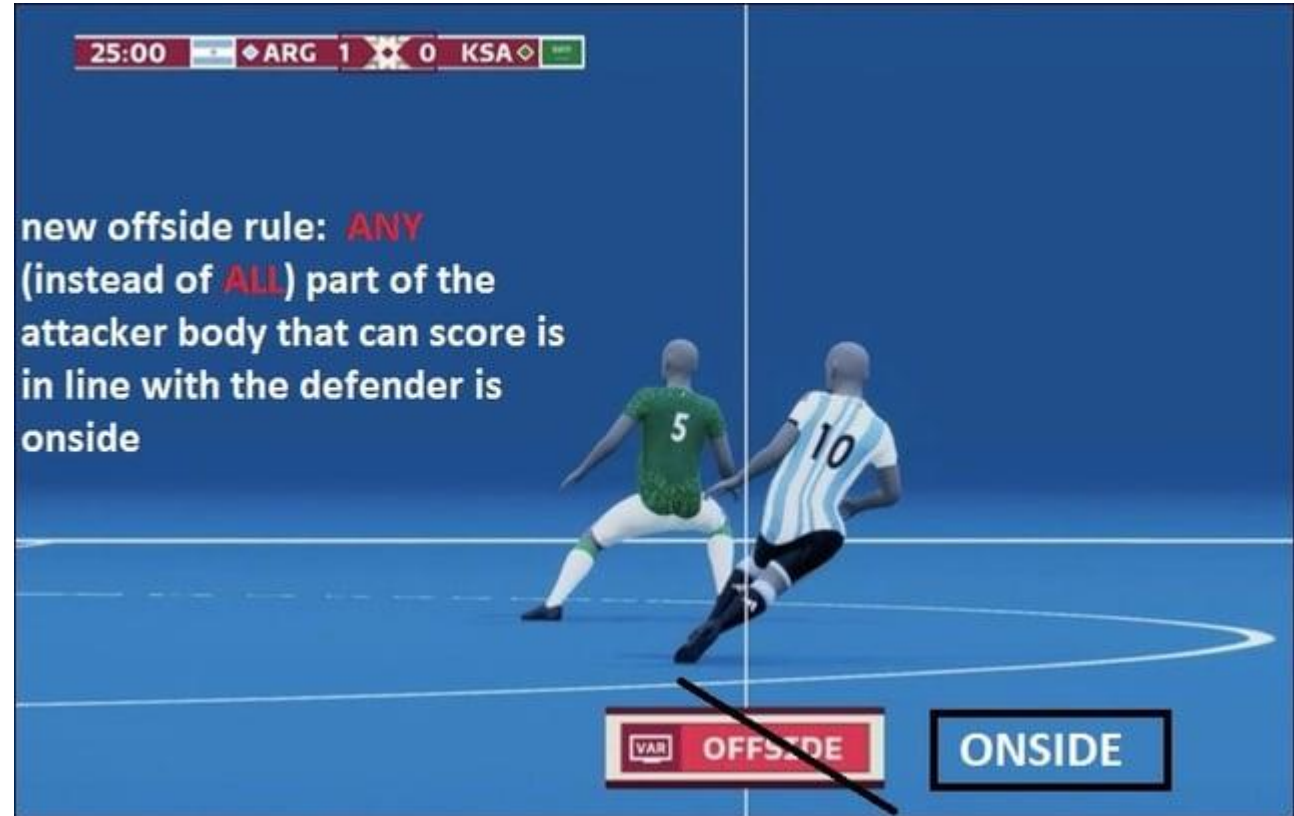 25:00 ARG 1 0 KSA
new offside rule: ANY
(instead of ALL) part of the
attacker body that can score is
in line with the defender is
onside
5
10
VAR OFFSIDE
ONSIDE